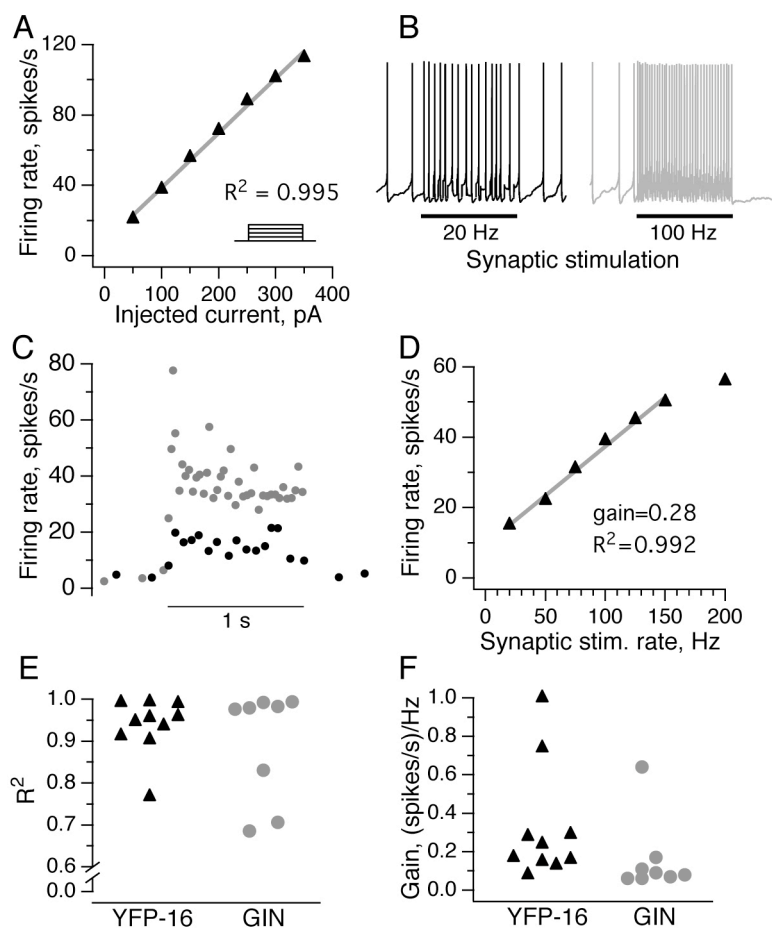 A
Firing rate, spikes/s
120
80
40
0
R² = 0.995
0 100 200 300 400
Injected current, pA
B
20 Hz
100 Hz
Synaptic stimulation
C
Firing rate, spikes/s
80
60
40
20
0
1 s
D
Firing rate, spikes/s
60
40
20
0
gain=0.28
R²=0.992
0 50 100 150 200
Synaptic stim. rate, Hz
E
R²
1.0
0.9
0.8
0.7
0.6
0.0
YFP-16 GIN
F
Gain, (spikes/s)/Hz
1.0
0.8
0.6
0.4
0.2
0.0
YFP-16 GIN